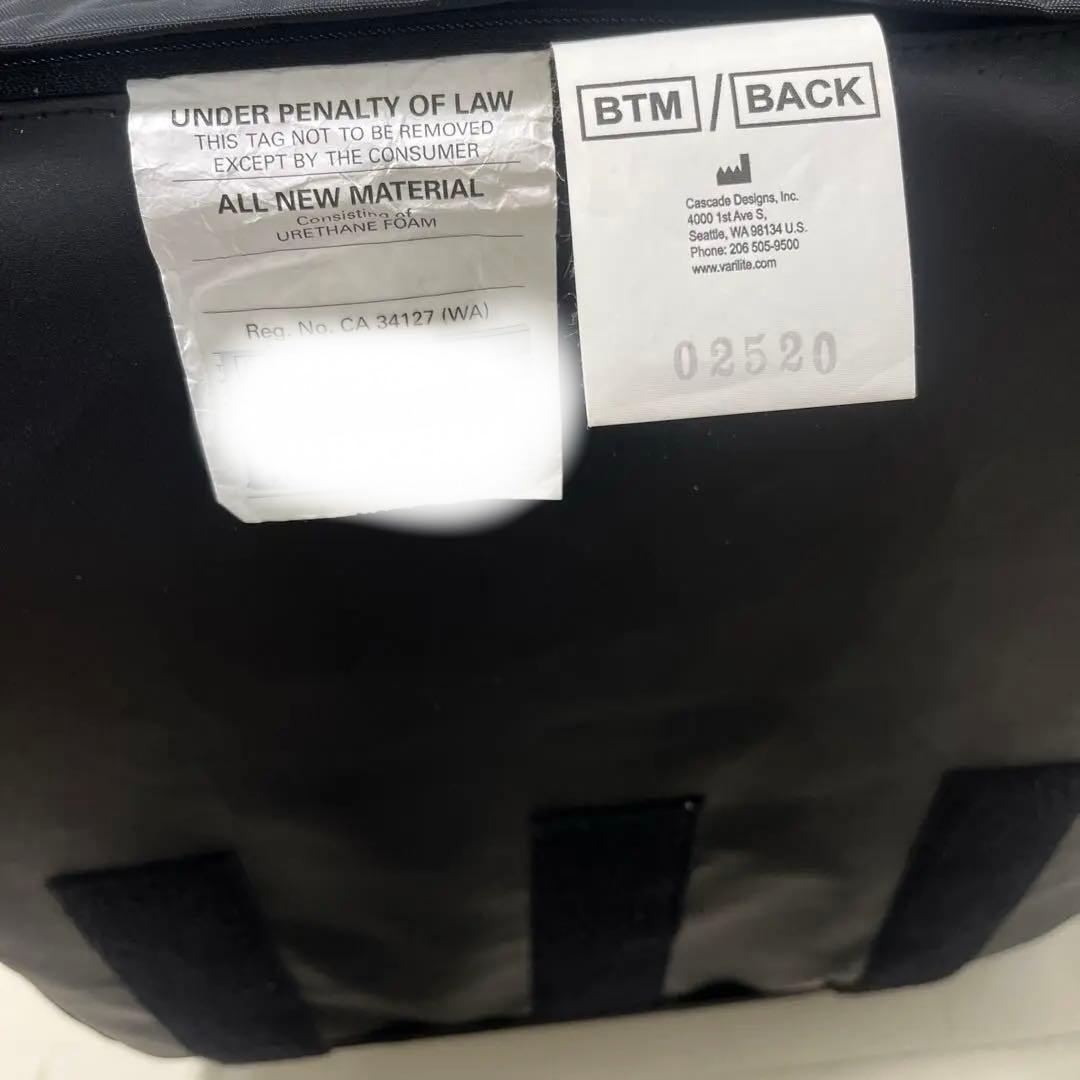 UNDER PENALTY OF LAW
THIS TAG NOT TO BE REMOVED
EXCEPT BY THE CONSUMER
ALL NEW MATERIAL
Consisting of
URETHANE FOAM
Reg. No. CA 34127 (WA)
BTM / BACK
Cascade Designs, Inc.
4000 1st Ave S,
Seattle, WA 98134 U.S.
Phone: 206 505-9500
www.varilite.com
02520